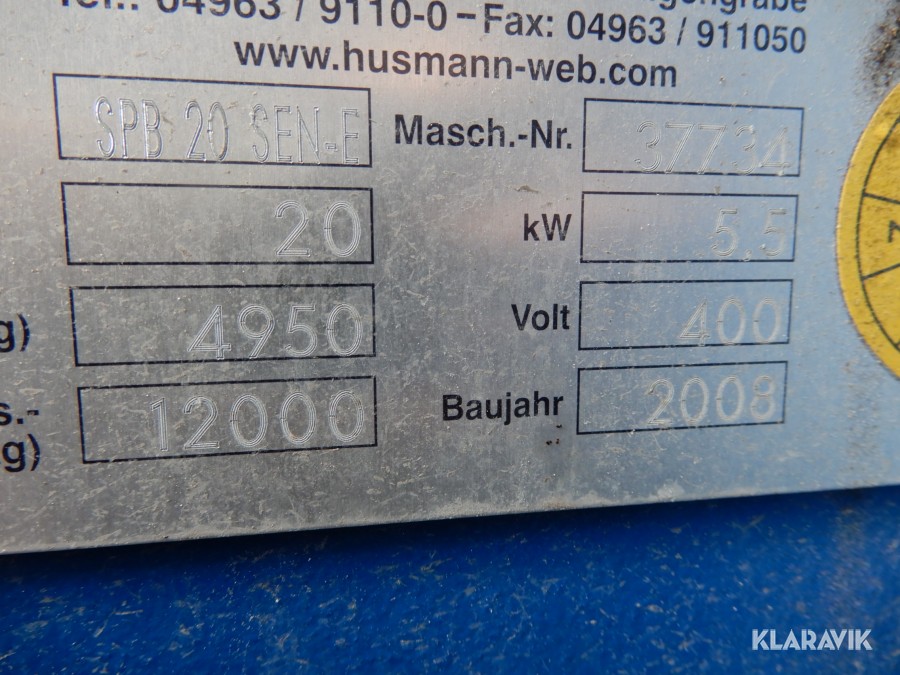 Tel.: 04963 / 9110-0 – Fax: 04963 / 911050
www.husmann-web.com
SPB 20 SEN-E Masch.-Nr. 37734
20 kW 5,5
g) 4950 Volt 400
s.- 12000 Baujahr 2008
g)
KLARAVIK